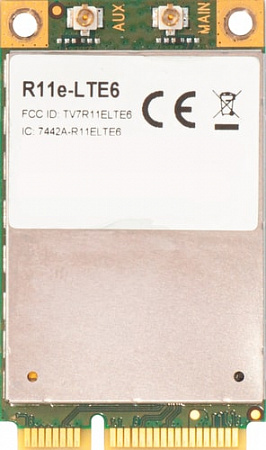 AUX
MAIN
R11e-LTE6
FCC ID: TV7R11ELTE6
IC: 7442A-R11ELTE6
CE